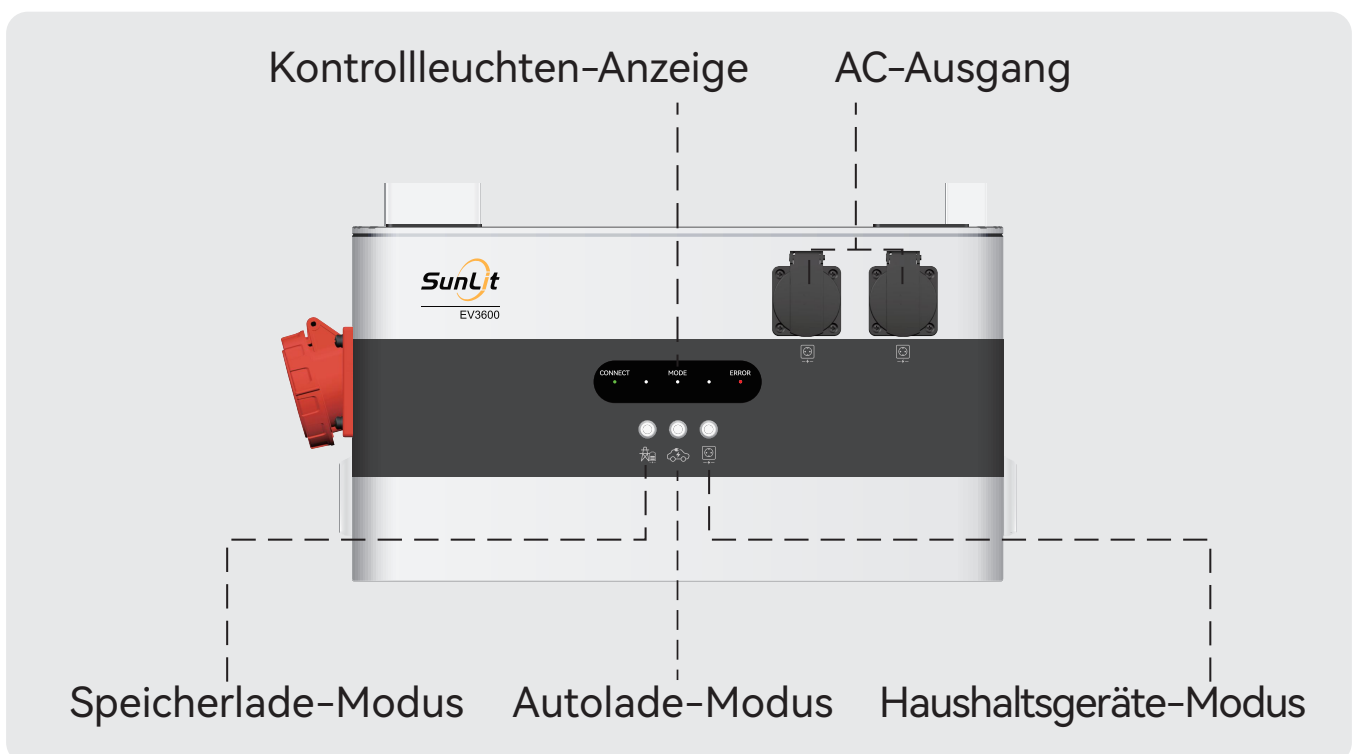 Kontrollleuchten-Anzeige
AC-Ausgang
SunLit
EV3600
CONNECT
MODE
ERROR
Speicherlade-Modus
Autolade-Modus
Haushaltsgeräte-Modus